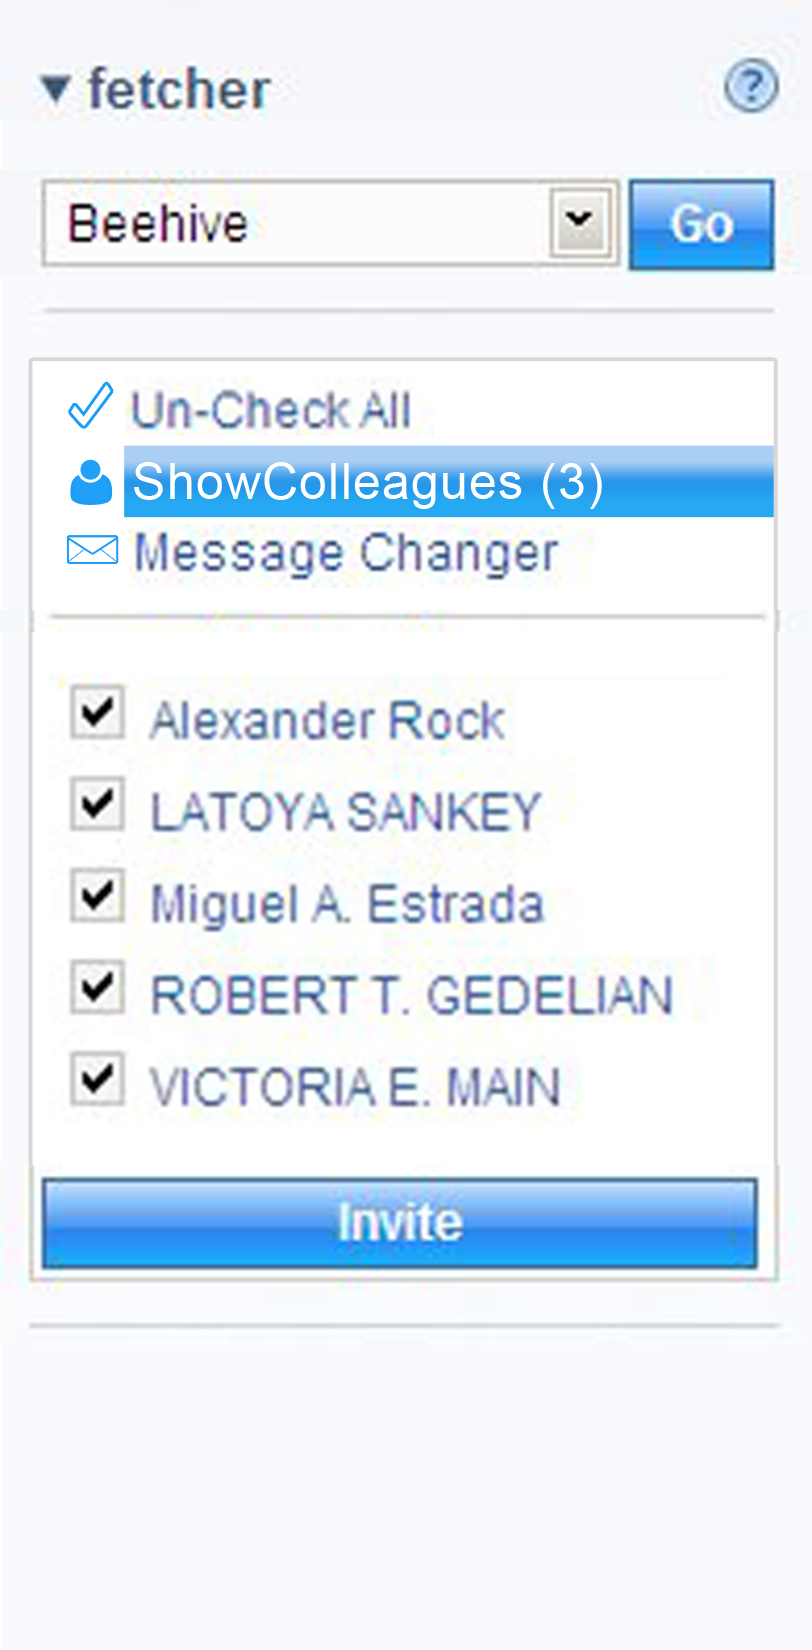 fetcher
?
Beehive
Go
Un-Check All
ShowColleagues (3)
Message Changer
Alexander Rock
LATOYA SANKEY
Miguel A. Estrada
ROBERT T. GEDELIAN
VICTORIA E. MAIN
Invite